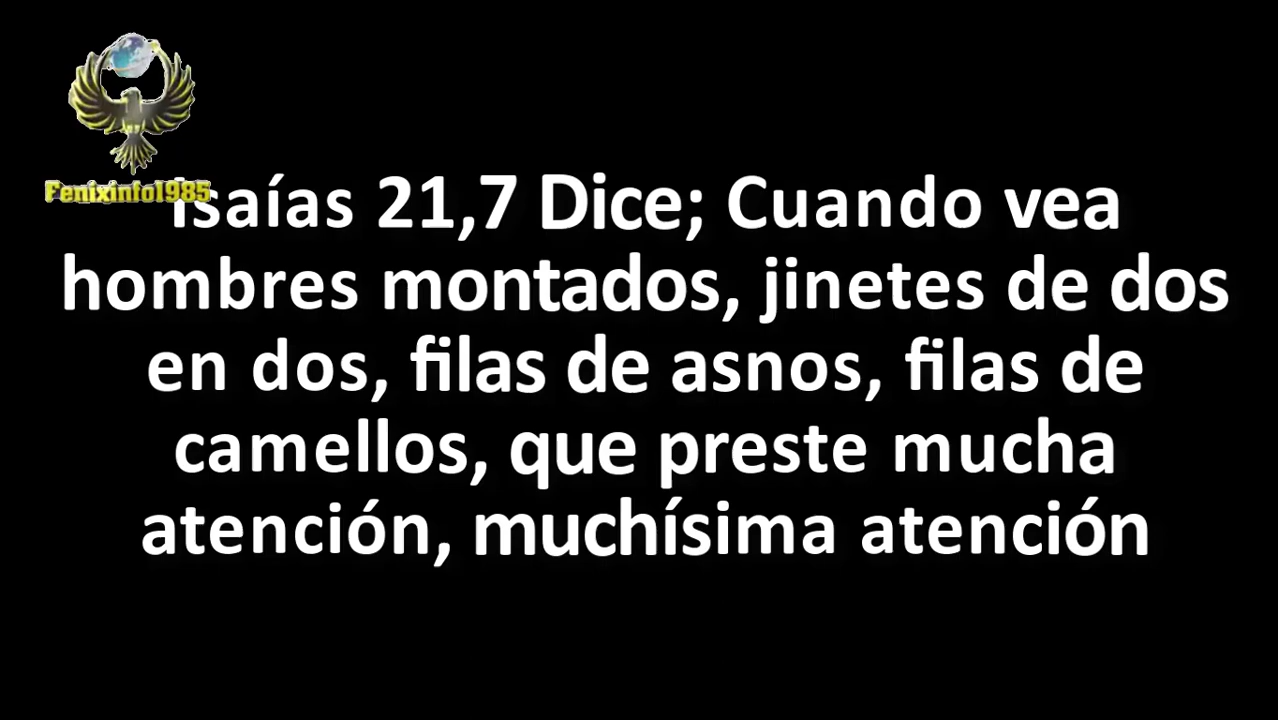 Fenixinfo1985
Isaías 21,7 Dice; Cuando vea
hombres montados, jinetes de dos
en dos, filas de asnos, filas de
camellos, que preste mucha
atención, muchísima atención